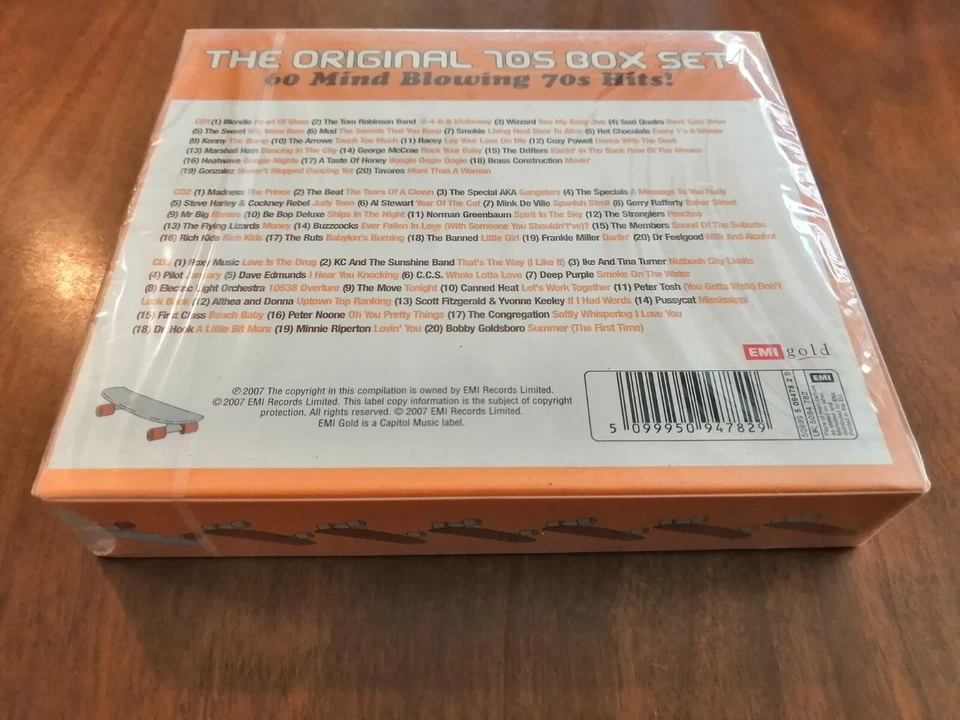 THE ORIGINAL 70S BOX SET
60 Mind Blowing 70s Hits!
CD1 (1) Blondie Heart Of Glass (2) The Tom Robinson Band 2-4-6-8 Motorway (3) Wizzard See My Baby Jive (4) Suzi Quatro Devil Gate Drive
(5) The Sweet Wig Wam Bam (6) Mud The Secrets That You Keep (7) Smokie Living Next Door To Alice (8) Hot Chocolate Every 1's A Winner
(9) Kenny The Bump (10) The Arrows Touch Too Much (11) Racey Lay Your Love On Me (12) Cozy Powell Dance With The Devil
(13) Marshall Hain Dancing In The City (14) George McCrae Rock Your Baby (15) The Drifters Kissin' In The Back Row Of The Movies
(16) Heatwave Boogie Nights (17) A Taste Of Honey Boogie Oogie Oogie (18) Brass Construction Movin'
(19) Gonzalez Haven't Stopped Dancing Yet (20) Tavares More Than A Woman
CD2 (1) Madness The Prince (2) The Beat The Tears Of A Clown (3) The Special AKA Gangsters (4) The Specials A Message To You Rudy
(5) Steve Harley & Cockney Rebel Judy Teen (6) Al Stewart Year Of The Cat (7) Mink De Ville Spanish Stroll (8) Gerry Rafferty Baker Street
(9) Mr Big Romeo (10) Be Bop Deluxe Ships In The Night (11) Norman Greenbaum Spirit In The Sky (12) The Stranglers Peaches
(13) The Flying Lizards Money (14) Buzzcocks Ever Fallen In Love (With Someone You Shouldn't've)? (15) The Members Sound Of The Suburbs
(16) Rich Kids Rich Kids (17) The Ruts Babylon's Burning (18) The Banned Little Girl (19) Frankie Miller Darlin' (20) Dr Feelgood Milk And Alcohol
CD3 (1) Roxy Music Love Is The Drug (2) KC And The Sunshine Band That's The Way (I Like It) (3) Ike And Tina Turner Nutbush City Limits
(4) Pilot January (5) Dave Edmunds I Hear You Knocking (6) C.C.S. Whole Lotta Love (7) Deep Purple Smoke On The Water
(8) Electric Light Orchestra 10538 Overture (9) The Move Tonight (10) Canned Heat Let's Work Together (11) Peter Tosh (You Gotta Walk) Don't
Look Back (12) Althea and Donna Uptown Top Ranking (13) Scott Fitzgerald & Yvonne Keeley If I Had Words (14) Pussycat Mississippi
(15) First Class Beach Baby (16) Peter Noone Oh You Pretty Things (17) The Congregation Softly Whispering I Love You
(18) Dr Hook A Little Bit More (19) Minnie Riperton Lovin' You (20) Bobby Goldsboro Summer (The First Time)
EMI gold
℗ 2007 The copyright in this compilation is owned by EMI Records Limited.
© 2007 EMI Records Limited. This label copy information is the subject of copyright
protection. All rights reserved. © 2007 EMI Records Limited.
EMI Gold is a Capitol Music label.
5 099950 947829
50999 5 09478 2 9
UK: 5094 782
EMI